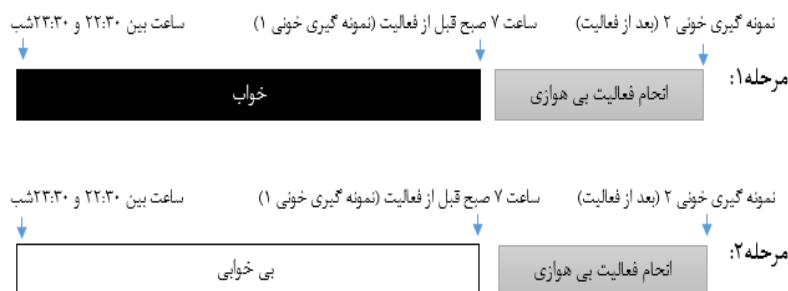 نمونه گیری خونی ۲ (بعد از فعالیت) ساعت ۷ صبح قبل از فعالیت (نمونه گیری خونی ۱) ساعت بین ۲۲:۳۰ و ۲۳:۳۰شب
مرحله۱:
انجام فعالیت بی هوازی خواب
نمونه گیری خونی ۲ (بعد از فعالیت) ساعت ۷ صبح قبل از فعالیت (نمونه گیری خونی ۱) ساعت بین ۲۲:۳۰ و ۲۳:۳۰شب
مرحله۲:
انجام فعالیت بی هوازی بی خوابی